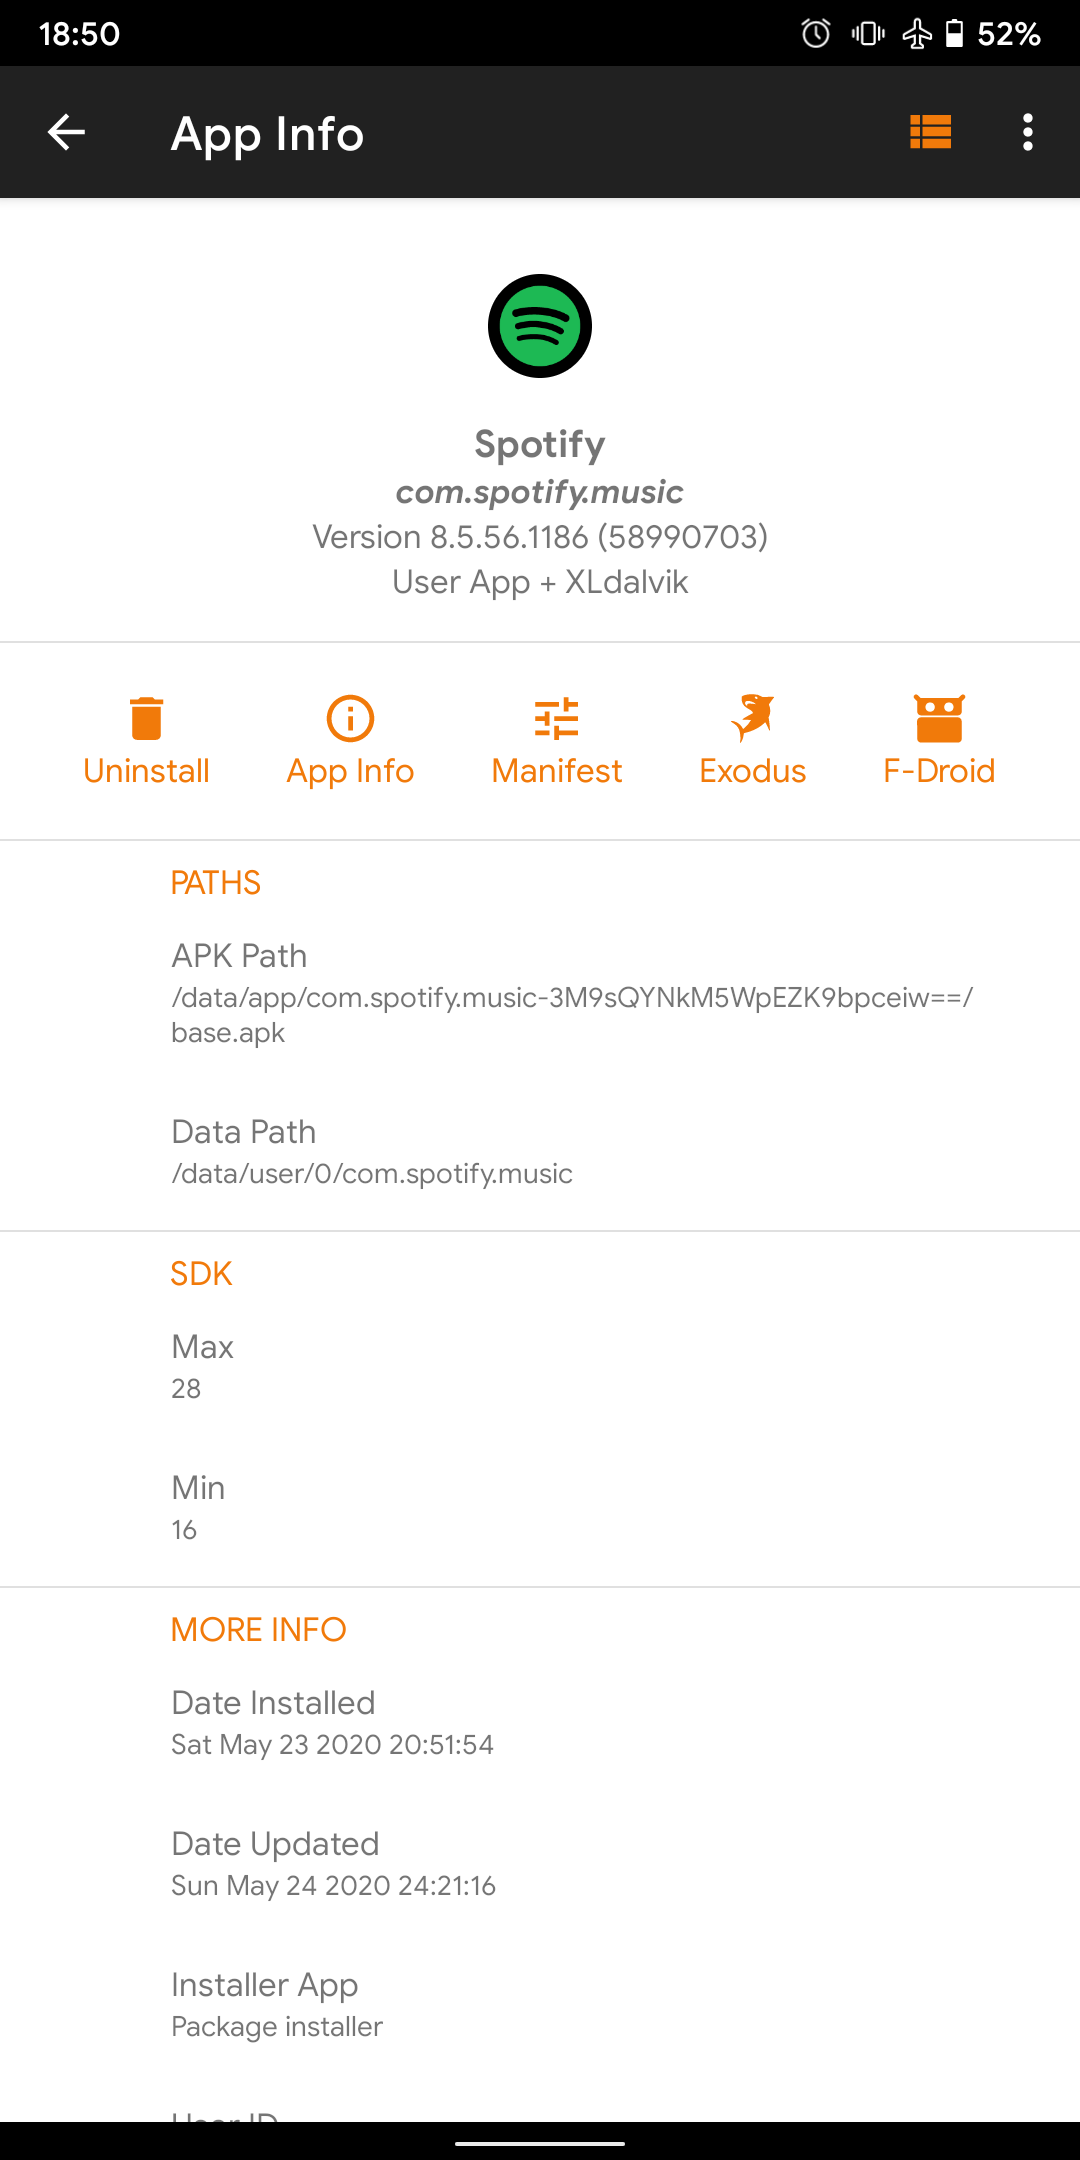 18:50
52%
App Info
Spotify
com.spotify.music
Version 8.5.56.1186 (58990703)
User App + XLdalvik
Uninstall
App Info
Manifest
Exodus
F-Droid
PATHS
APK Path
/data/app/com.spotify.music-3M9sQYNkM5WpEZK9bpceiw==/
base.apk
Data Path
/data/user/0/com.spotify.music
SDK
Max
28
Min
16
MORE INFO
Date Installed
Sat May 23 2020 20:51:54
Date Updated
Sun May 24 2020 24:21:16
Installer App
Package installer
User ID